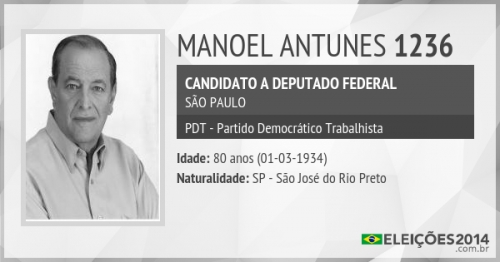 MANOEL ANTUNES 1236
CANDIDATO A DEPUTADO FEDERAL
SÃO PAULO
PDT - Partido Democrático Trabalhista
Idade: 80 anos (01-03-1934)
Naturalidade: SP - São José do Rio Preto
ELEIÇÕES2014
.com.br